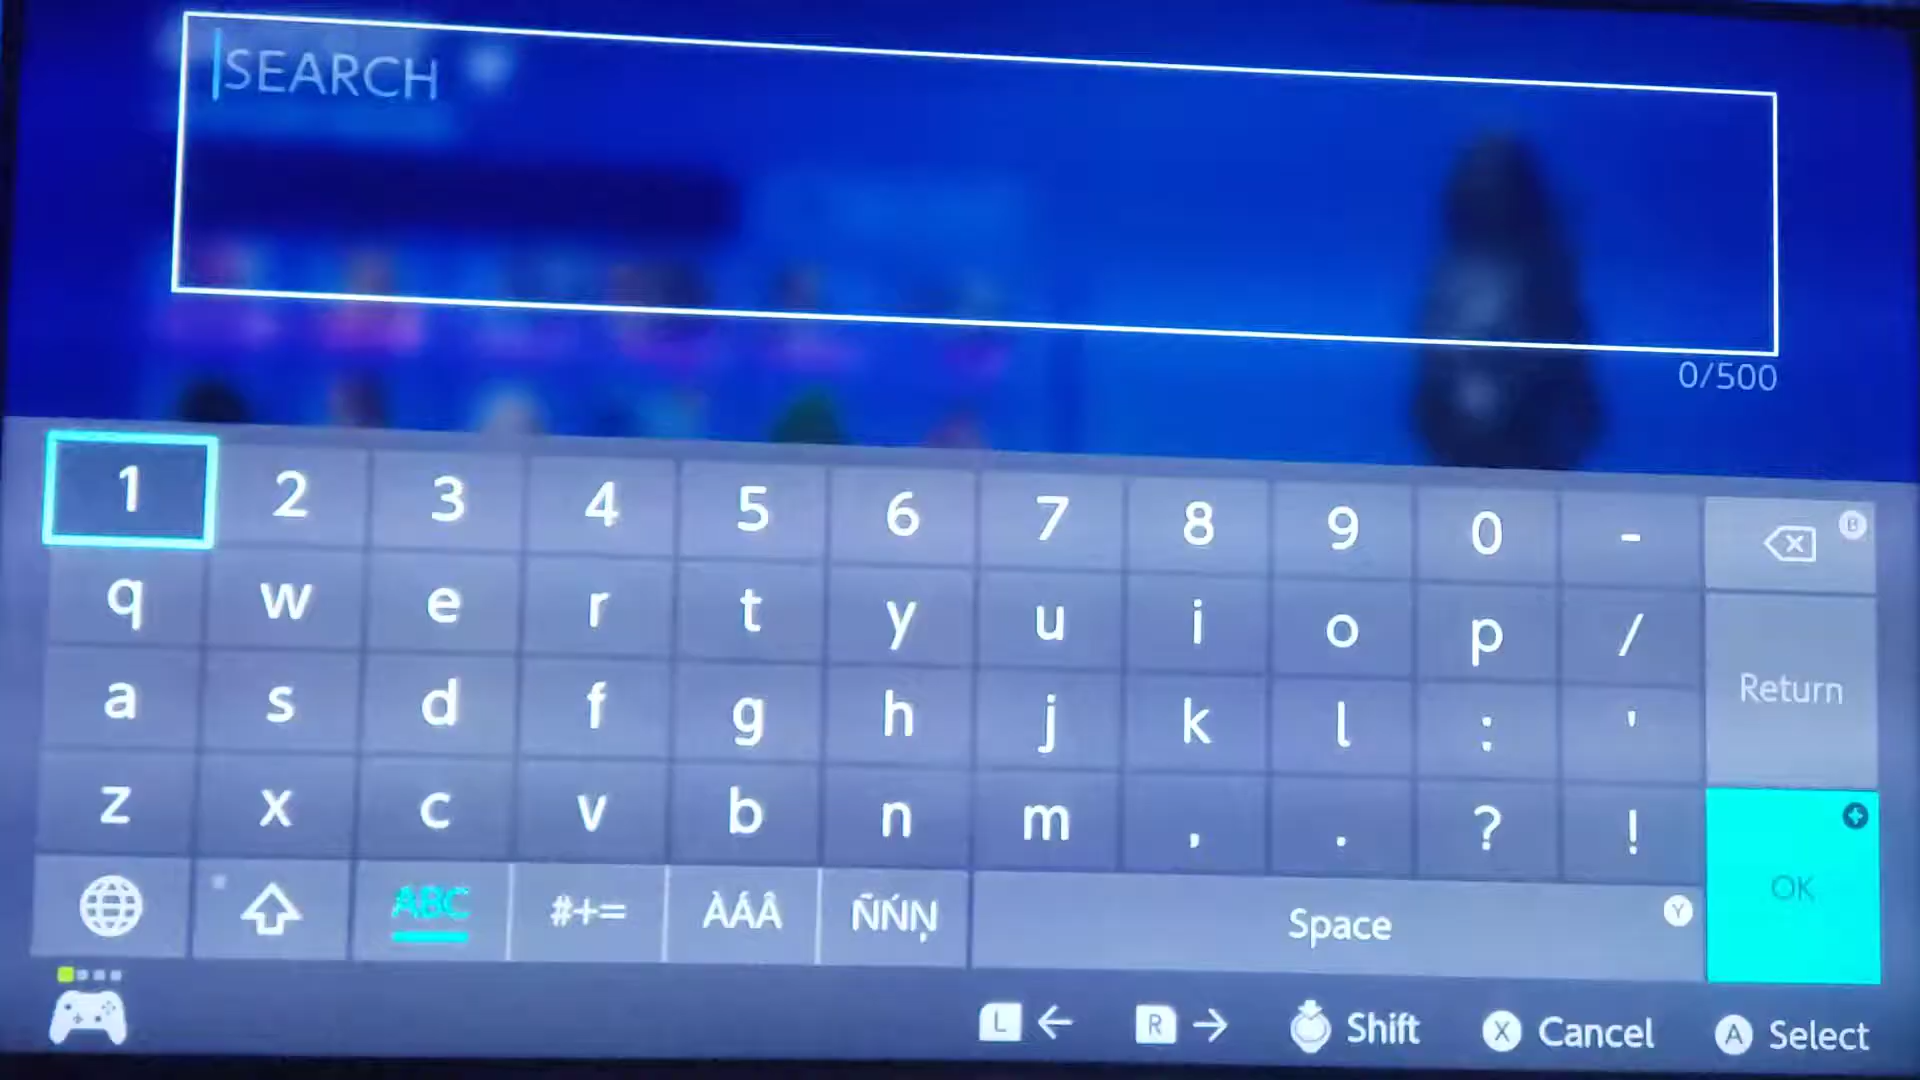 SEARCH
0/500
1 2 3 4 5 6 7 8 9 0 -
B
q w e r t y u i o p /
Return
a s d f g h j k l : '
z x c v b n m , . ? !
OK
ABC #+= ÀÁÂ ÑŃŅ Space Y
L ← R → Shift X Cancel A Select